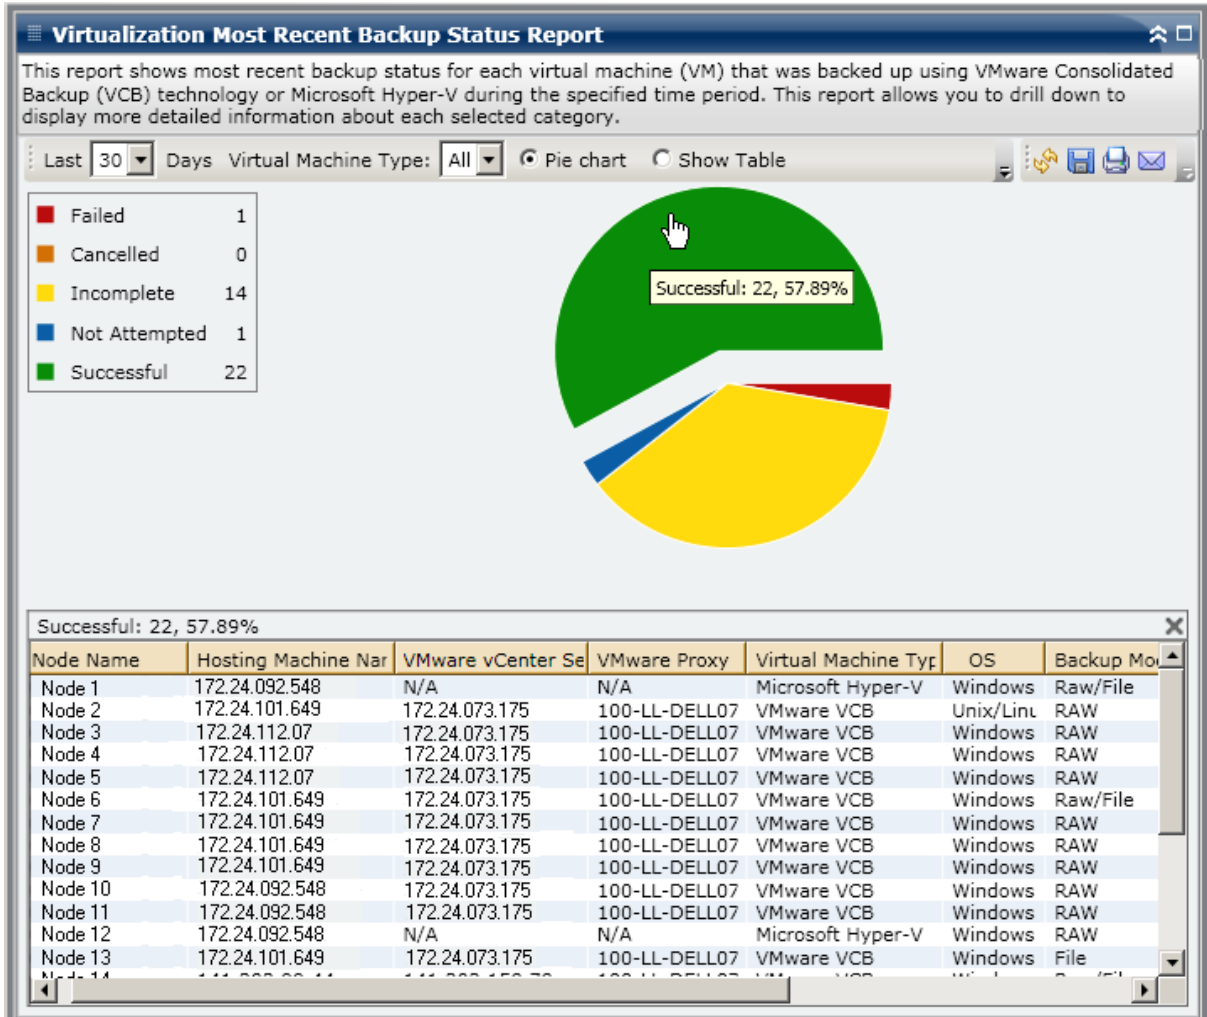 Virtualization Most Recent Backup Status Report
This report shows most recent backup status for each virtual machine (VM) that was backed up using VMware Consolidated
Backup (VCB) technology or Microsoft Hyper-V during the specified time period. This report allows you to drill down to
display more detailed information about each selected category.
Last 30 Days Virtual Machine Type: All Pie chart Show Table
Failed 1
Cancelled 0
Incomplete 14
Not Attempted 1
Successful 22
Successful: 22, 57.89%
Successful: 22, 57.89%
Node Name Hosting Machine Nar VMware vCenter Se VMware Proxy Virtual Machine Typ OS Backup Mo
Node 1 172.24.092.548 N/A N/A Microsoft Hyper-V Windows Raw/File
Node 2 172.24.101.649 172.24.073.175 100-LL-DELL07 VMware VCB Unix/Linu RAW
Node 3 172.24.112.07 172.24.073.175 100-LL-DELL07 VMware VCB Windows RAW
Node 4 172.24.112.07 172.24.073.175 100-LL-DELL07 VMware VCB Windows RAW
Node 5 172.24.112.07 172.24.073.175 100-LL-DELL07 VMware VCB Windows RAW
Node 6 172.24.101.649 172.24.073.175 100-LL-DELL07 VMware VCB Windows Raw/File
Node 7 172.24.101.649 172.24.073.175 100-LL-DELL07 VMware VCB Windows RAW
Node 8 172.24.101.649 172.24.073.175 100-LL-DELL07 VMware VCB Windows RAW
Node 9 172.24.101.649 172.24.073.175 100-LL-DELL07 VMware VCB Windows RAW
Node 10 172.24.092.548 172.24.073.175 100-LL-DELL07 VMware VCB Windows RAW
Node 11 172.24.092.548 172.24.073.175 100-LL-DELL07 VMware VCB Windows RAW
Node 12 172.24.092.548 N/A N/A Microsoft Hyper-V Windows RAW
Node 13 172.24.101.649 172.24.073.175 100-LL-DELL07 VMware VCB Windows File